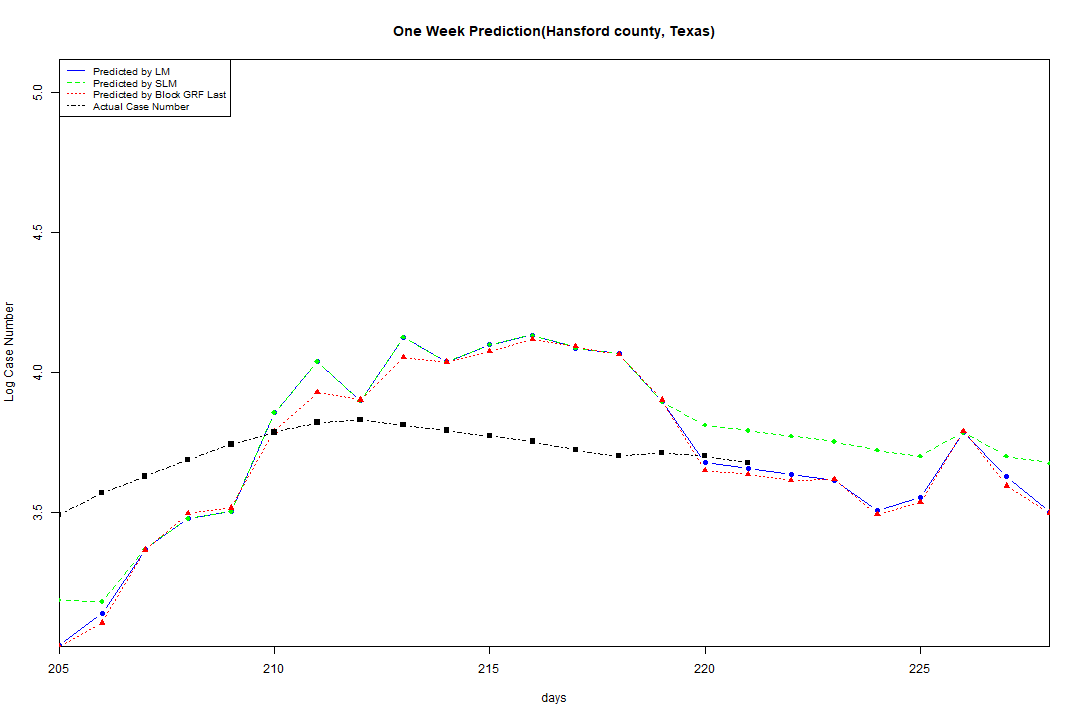 One Week Prediction(Hansford county, Texas)
Predicted by LM
Predicted by SLM
Predicted by Block GRF Last
Actual Case Number
5.0
4.5
4.0
3.5
Log Case Number
205 210 215 220 225
days